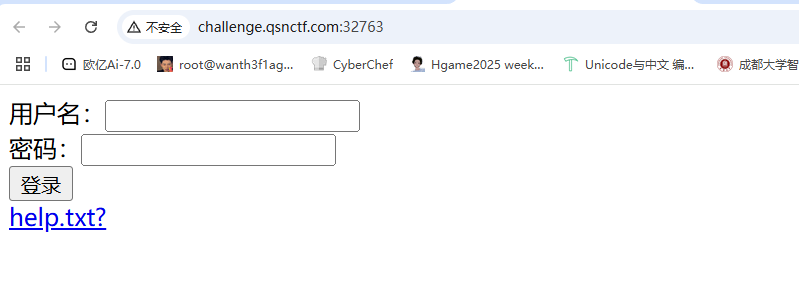 不安全 challenge.qsnctf.com:32763
欧亿Ai-7.0 root@wanth3f1ag... CyberChef Hgame2025 week... Unicode与中文 编... 成都大学智
用户名：
密码：
登录
help.txt?